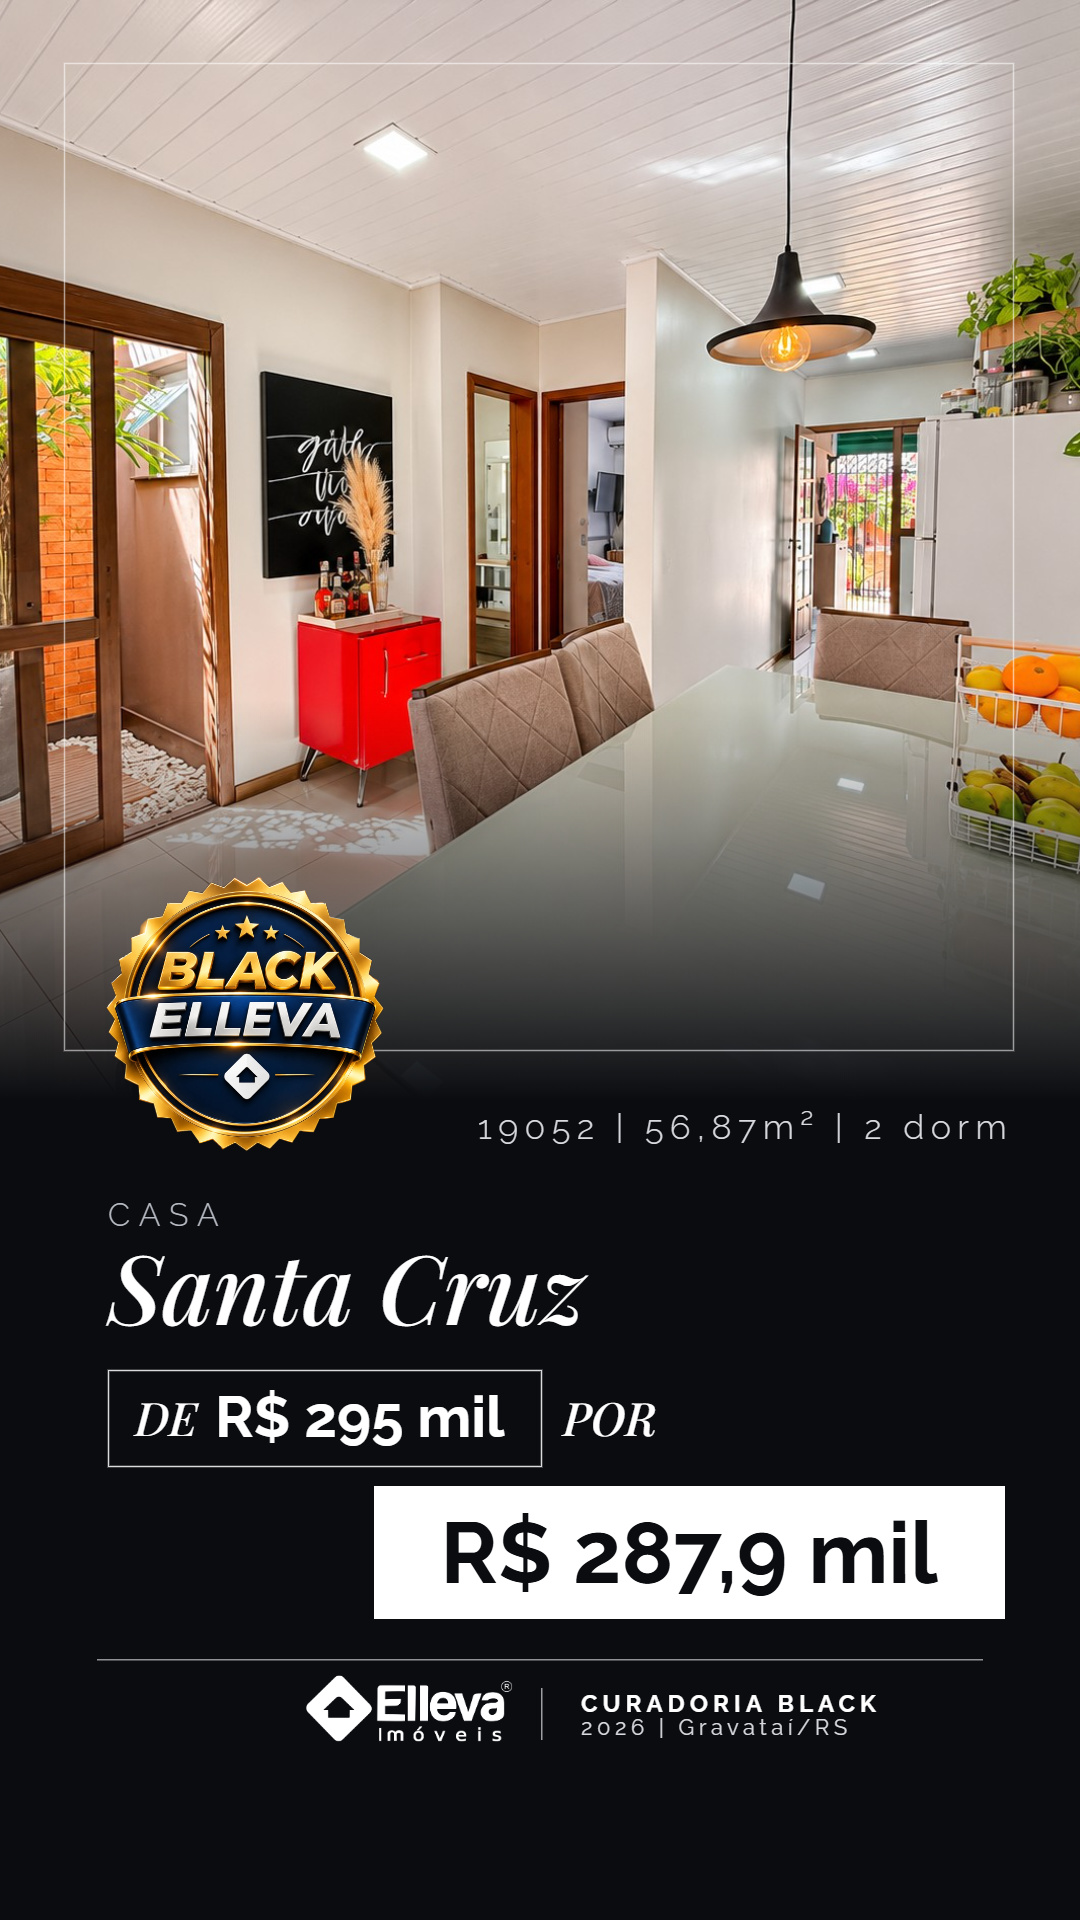 BLACK
ELLEVA
19052 | 56,87m² | 2 dorm
CASA
Santa Cruz
DE R$ 295 mil POR
R$ 287,9 mil
Elleva®
Imóveis
CURADORIA BLACK
2026 | Gravataí/RS